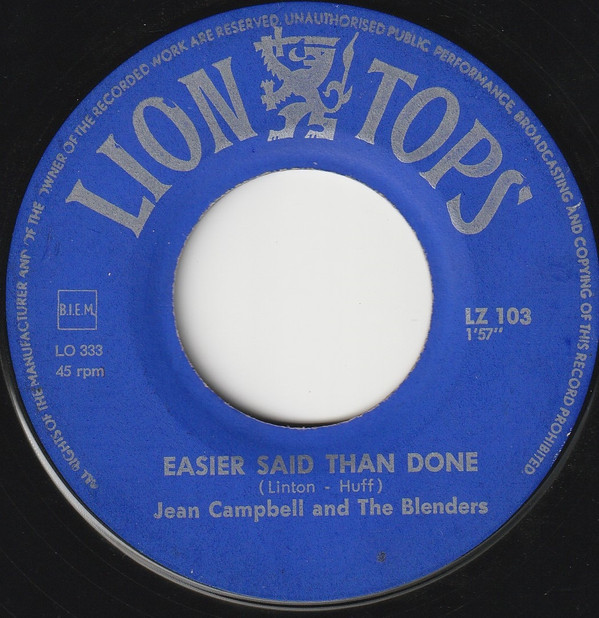 ALL RIGHTS OF THE MANUFACTURER AND OF THE OWNER OF THE RECORDED WORK ARE RESERVED. UNAUTHORISED PUBLIC PERFORMANCE, BROADCASTING AND COPYING OF THIS RECORD PROHIBITED.
LION TOPS
B.I.E.M.
LO 333
45 rpm
LZ 103
1'57"
EASIER SAID THAN DONE
(Linton - Huff)
Jean Campbell and The Blenders